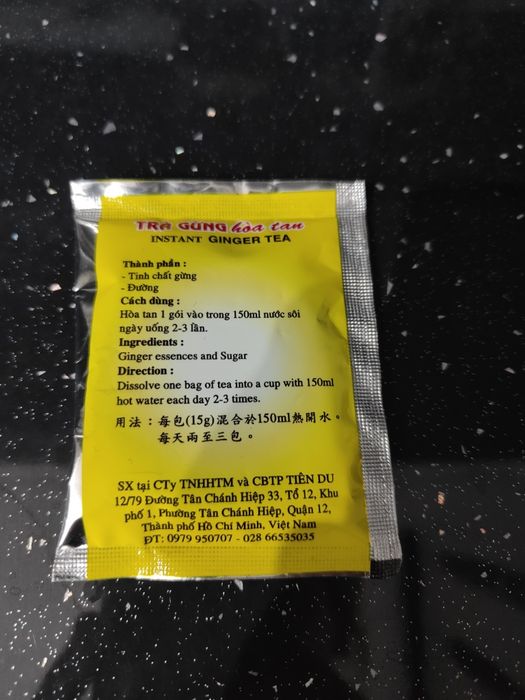 TRÀ GỪNG hòa tan
INSTANT GINGER TEA
Thành phần :
- Tinh chất gừng
- Đường
Cách dùng :
Hòa tan 1 gói vào trong 150ml nước sôi
ngày uống 2-3 lần.
Ingredients :
Ginger essences and Sugar
Direction :
Dissolve one bag of tea into a cup with 150ml
hot water each day 2-3 times.
用法：每包(15g)混合於150ml熱開水。
每天兩至三包。
SX tại CTy TNHHTM và CBTP TIÊN DU
12/79 Đường Tân Chánh Hiệp 33, Tổ 12, Khu
phố 1, Phường Tân Chánh Hiệp, Quận 12,
Thành phố Hồ Chí Minh, Việt Nam
ĐT: 0979 950707 - 028 66535035